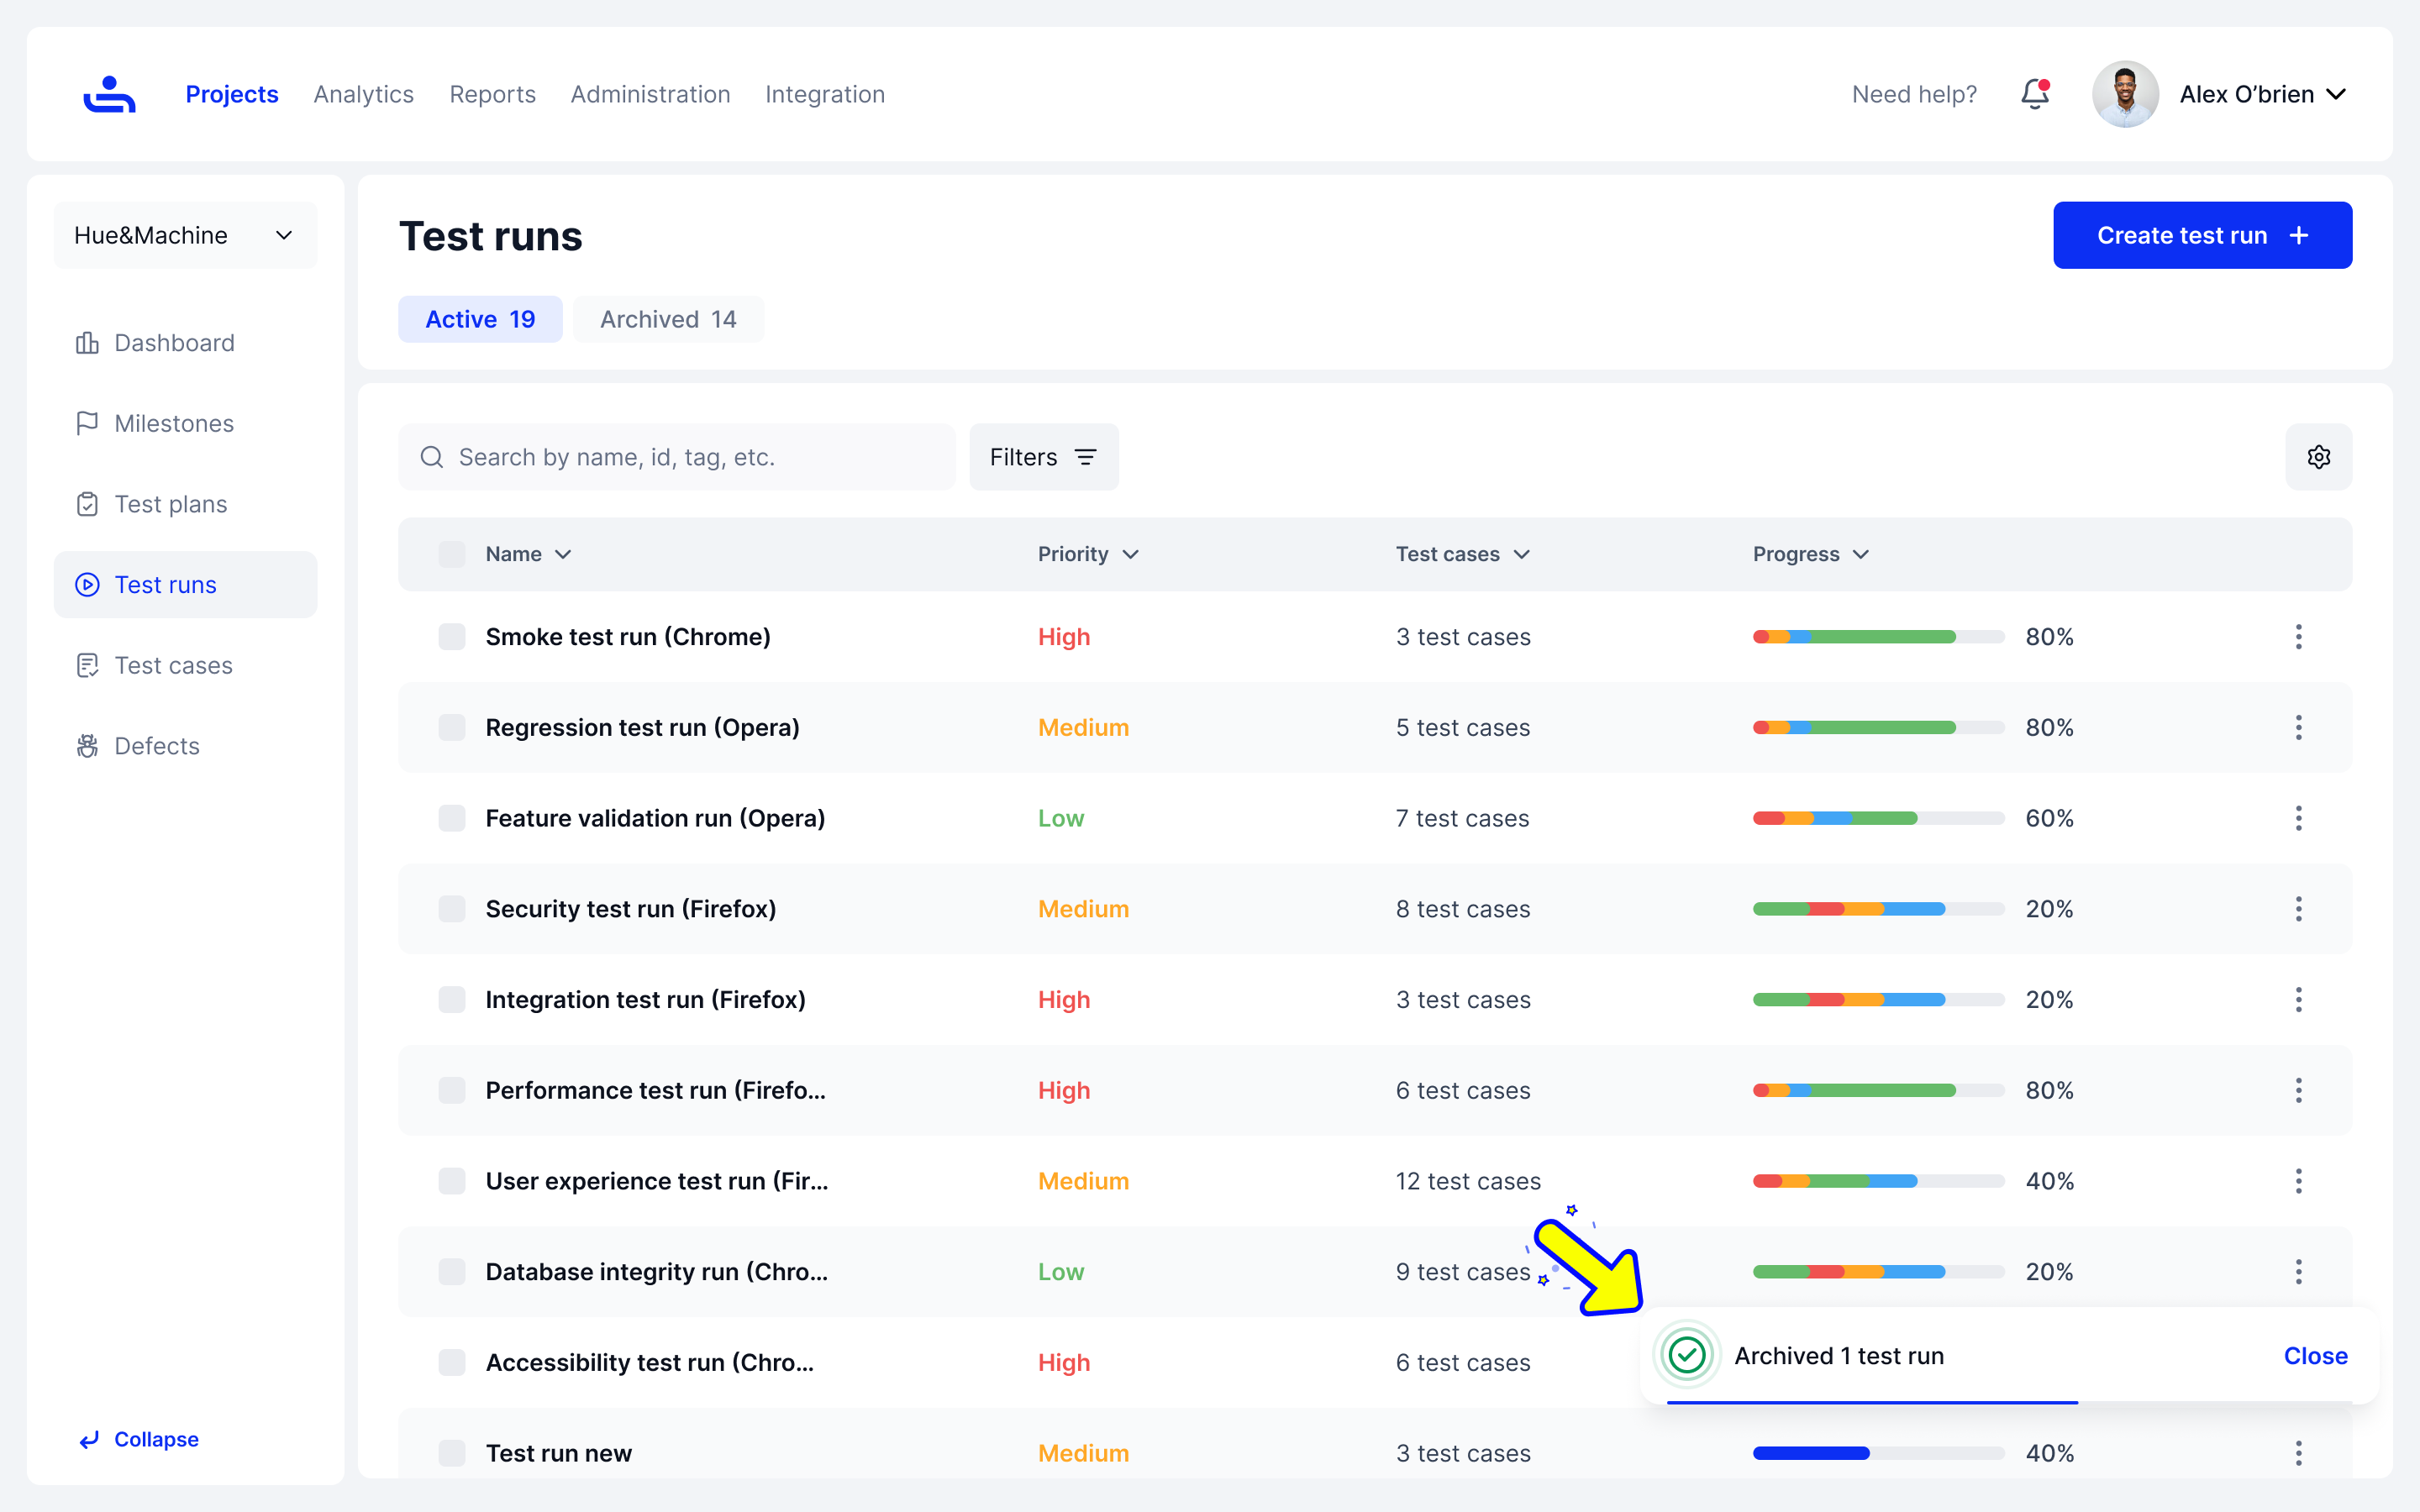 Projects Analytics Reports Administration Integration Need help? Alex O’brien
Hue&Machine
Dashboard
Milestones
Test plans
Test runs
Test cases
Defects
Collapse
Test runs
Create test run +
Active 19 Archived 14
Search by name, id, tag, etc. Filters
Name Priority Test cases Progress
Smoke test run (Chrome) High 3 test cases 80%
Regression test run (Opera) Medium 5 test cases 80%
Feature validation run (Opera) Low 7 test cases 60%
Security test run (Firefox) Medium 8 test cases 20%
Integration test run (Firefox) High 3 test cases 20%
Performance test run (Firefo... High 6 test cases 80%
User experience test run (Fir... Medium 12 test cases 40%
Database integrity run (Chro... Low 9 test cases 20%
Accessibility test run (Chro... High 6 test cases
Archived 1 test run Close
Test run new Medium 3 test cases 40%